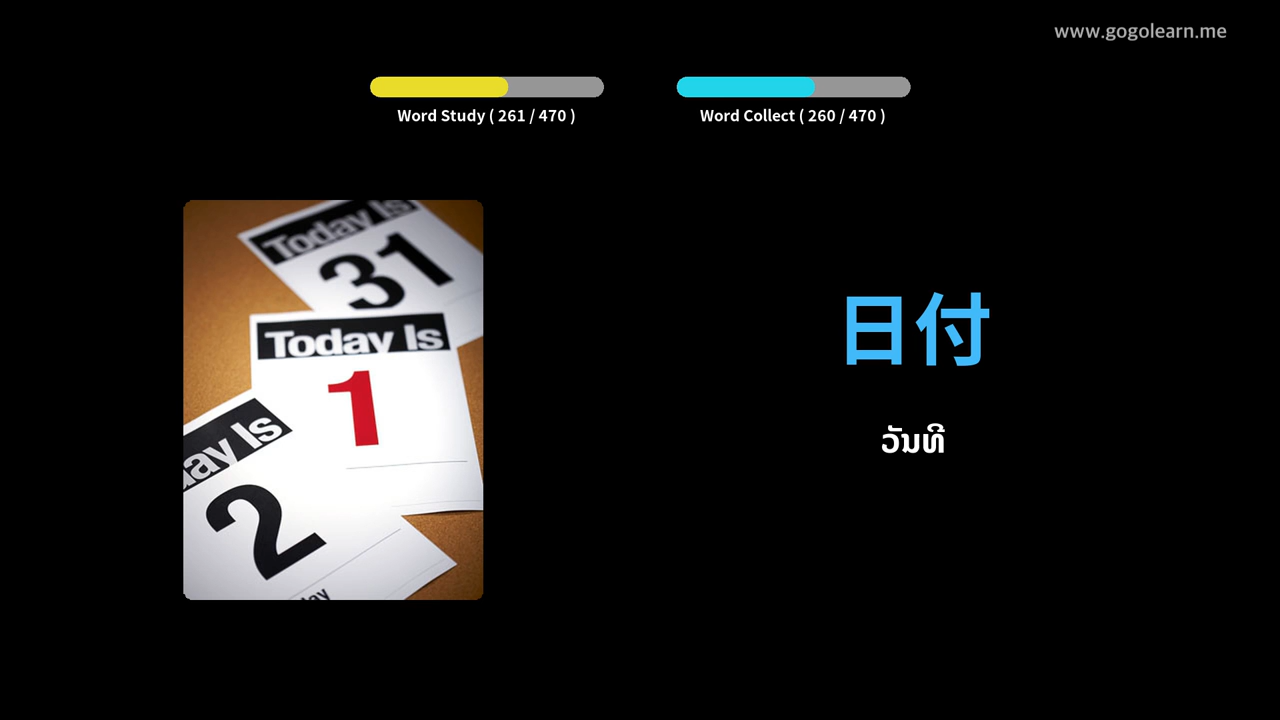 www.gogolearn.me
Word Study ( 261 / 470 )
Word Collect ( 260 / 470 )
Today Is
31
Today Is
1
ay Is
2
日付
ວັນທີ